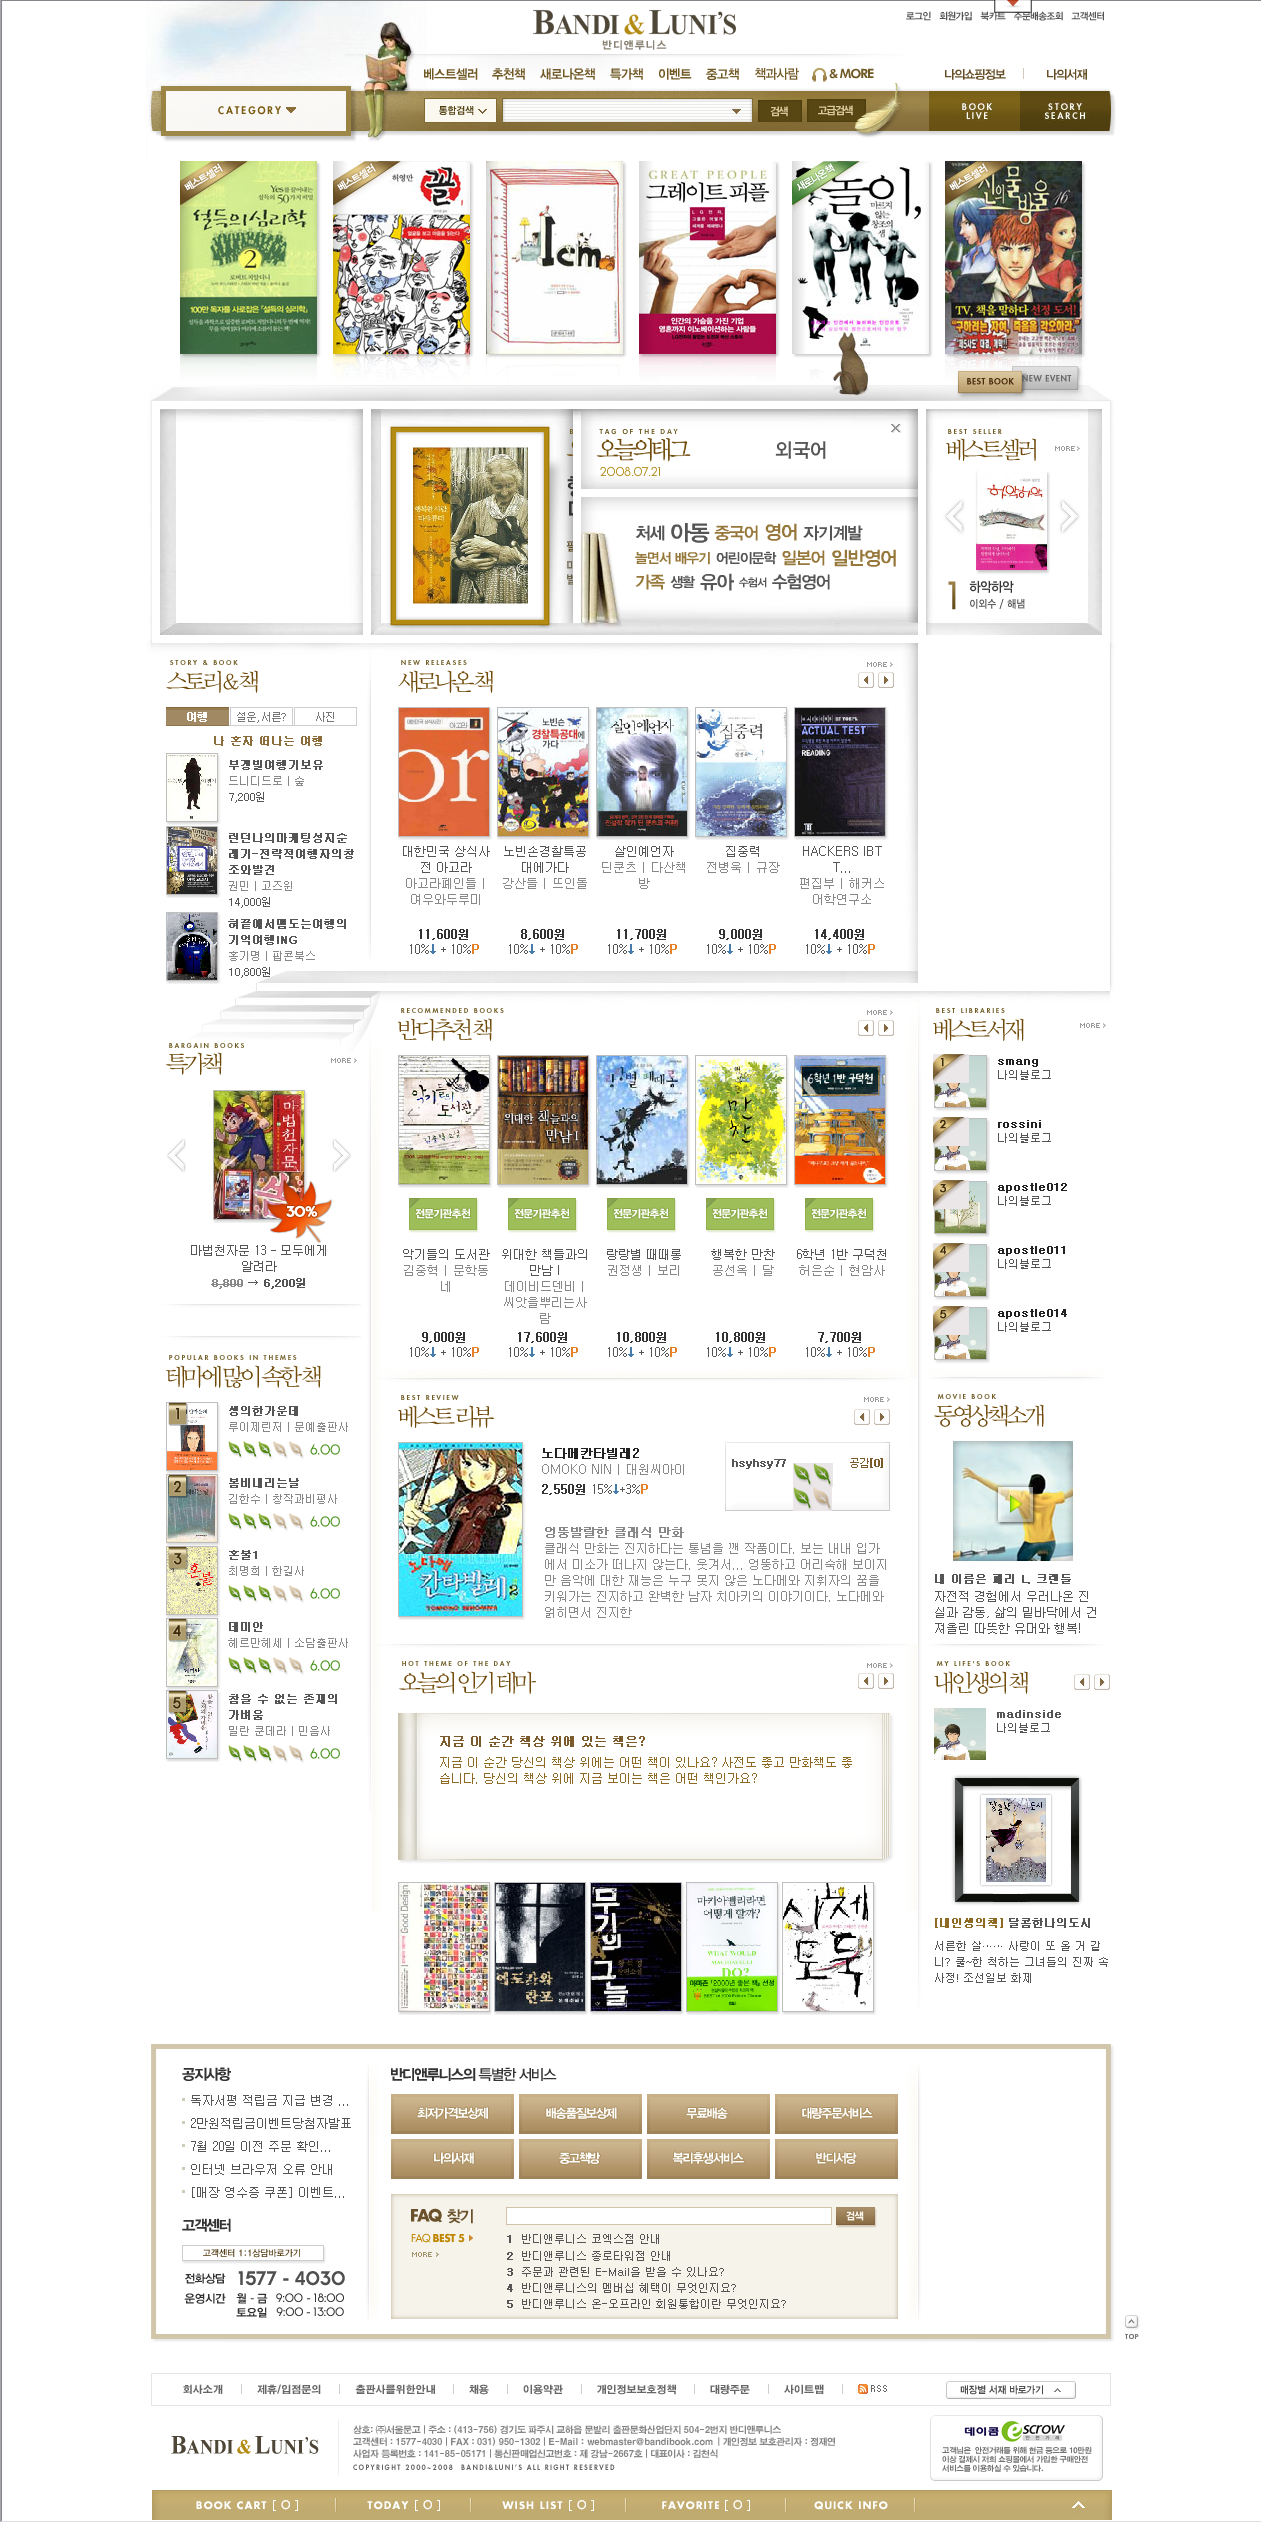 BANDI & LUNI'S
반디앤루니스
로그인 회원가입 북카트 주문배송조회 고객센터
베스트셀러 추천책 새로나온책 특가책 이벤트 중고책 책과사람 & MORE
나의쇼핑정보 나의서재
CATEGORY
통합검색
검색 고급검색
BOOK LIVE
STORY SEARCH
베스트셀러
설득의 심리학
2
베스트셀러
허영만
꼴
1cm
GREAT PEOPLE
그레이트 피플
새로나온책
놀이,
베스트셀러
신의 물방울 16
BEST BOOK
NEW EVENT
TAG OF THE DAY
오늘의태그
2008.07.21
외국어
처세 아동 중국어 영어 자기계발
놀면서 배우기 어린이문학 일본어 일반영어
가족 생활 유아 수험서 수험영어
BEST SELLER
베스트셀러
MORE
1 하악하악
이외수 / 해냄
STORY & BOOK
스토리&책
여행 설운,서른? 사진
나 혼자 떠나는 여행
부갱빌여행기보유
드니디드로 | 숲
7,200원
런던나의마케팅성지순
례기-전략적여행자의창
조와발견
권민 | 고즈윈
14,000원
혀끝에서맴도는여행의
기억여행ING
홍기명 | 팝콘북스
10,800원
NEW RELEASES
새로나온책
MORE
대한민국 상식사
전 아고라
아고라페인들 |
여우와두루미
11,600원
10%↓ + 10%P
노빈손경찰특공
대에가다
강산들 | 뜨인돌
8,600원
10%↓ + 10%P
살인예언자
딘쿤츠 | 다산책
방
11,700원
10%↓ + 10%P
집중력
전병욱 | 규장
9,000원
10%↓ + 10%P
HACKERS IBT
T...
편집부 | 해커스
어학연구소
14,400원
10%↓ + 10%P
BARGAIN BOOKS
특가책
MORE
30%
마법천자문 13 - 모두에게
알려라
8,800 → 6,200원
RECOMMENDED BOOKS
반디추천 책
MORE
전문기관추천 전문기관추천 전문기관추천 전문기관추천 전문기관추천
악기들의 도서관
김중혁 | 문학동
네
9,000원
10%↓ + 10%P
위대한 책들과의
만남 I
데이비드덴비 |
씨앗을뿌리는사
람
17,600원
10%↓ + 10%P
랑랑별 때때롱
권정생 | 보리
10,800원
10%↓ + 10%P
행복한 만찬
공선옥 | 달
10,800원
10%↓ + 10%P
6학년 1반 구덕천
허은순 | 현암사
7,700원
10%↓ + 10%P
BEST LIBRARIES
베스트서재
MORE
1 smang
나의블로그
2 rossini
나의블로그
3 apostle012
나의블로그
4 apostle011
나의블로그
5 apostle014
나의블로그
POPULAR BOOKS IN THEMES
테마에 많이 속한 책
1 생의한가운데
루이제린저 | 문예출판사
6.00
2 봄비내리는날
김한수 | 창작과비평사
6.00
3 혼불1
최명희 | 한길사
6.00
4 데미안
헤르만헤세 | 소담출판사
6.00
5 참을 수 없는 존재의
가벼움
밀란 쿤데라 | 민음사
6.00
BEST REVIEW
베스트 리뷰
MORE
노다메칸타빌레2
OMOKO NIN | 대원씨아이
2,550원 15%↓+3%P
hsyhsy77 공감[0]
엉뚱발랄한 클래식 만화
클래식 만화는 진지하다는 통념을 깬 작품이다. 보는 내내 입가
에서 미소가 떠나지 않는다. 웃겨서... 엉뚱하고 어리숙해 보이지
만 음악에 대한 재능은 누구 못지 않은 노다메와 지휘자의 꿈을
키워가는 진지하고 완벽한 남자 치아키의 이야기이다. 노다메와
얽히면서 진지한
MOVIE BOOK
동영상책소개
내 이름은 페리 L. 크랜들
자전적 경험에서 우러나온 진
실과 감동, 삶의 밑바닥에서 건
져올린 따뜻한 유머와 행복!
HOT THEME OF THE DAY
오늘의 인기 테마
MORE
지금 이 순간 책상 위에 있는 책은?
지금 이 순간 당신의 책상 위에는 어떤 책이 있나요? 사전도 좋고 만화책도 좋
습니다. 당신의 책상 위에 지금 보이는 책은 어떤 책인가요?
MY LIFE'S BOOK
내인생의 책
madinside
나의블로그
[내인생의책] 달콤한나의도시
서른한 살…… 사랑이 또 올 거 같
니? 쿨~한 척하는 그녀들의 진짜 속
사정! 조선일보 화제
공지사항
독자서평 적립금 지급 변경 ...
2만원적립금이벤트당첨자발표
7월 20일 이전 주문 확인...
인터넷 브라우저 오류 안내
[매장 영수증 쿠폰] 이벤트...
고객센터
고객센터 1:1상담바로가기
전화상담 1577 - 4030
운영시간 월 - 금 9:00 - 18:00
토요일 9:00 - 13:00
반디앤루니스의 특별한 서비스
최저가격보상제 배송품질보상제 무료배송 대량주문서비스
나의서재 중고책방 복리후생서비스 반디서당
FAQ 찾기
검색
FAQ BEST 5
MORE
1 반디앤루니스 코엑스점 안내
2 반디앤루니스 종로타워점 안내
3 주문과 관련된 E-Mail을 받을 수 있나요?
4 반디앤루니스의 멤버십 혜택이 무엇인지요?
5 반디앤루니스 온-오프라인 회원통합이란 무엇인지요?
TOP
회사소개 제휴/입점문의 출판사를위한안내 채용 이용약관 개인정보보호정책 대량주문 사이트맵 RSS
매장별 서재 바로가기
BANDI & LUNI'S
상호: ㈜서울문고 | 주소 : (413-756) 경기도 파주시 교하읍 문발리 출판문화산업단지 504-2번지 반디앤루니스
고객센터 : 1577-4030 | FAX : 031) 950-1302 | E-Mail : webmaster@bandibook.com | 개인정보 보호관리자 : 정재연
사업자 등록번호 : 141-85-05171 | 통신판매업신고번호 : 제 강남-2667호 | 대표이사 : 김천식
COPYRIGHT 2000~2008 BANDI&LUNI'S ALL RIGHT RESERVED
데이콤 eSCROW
고객님은 안전거래를 위해 현금 등으로 10만원
이상 결제시 저희 쇼핑몰에서 가입한 구매안전
서비스를 이용하실 수 있습니다.
BOOK CART [ 0 ] TODAY [ 0 ] WISH LIST [ 0 ] FAVORITE [ 0 ] QUICK INFO